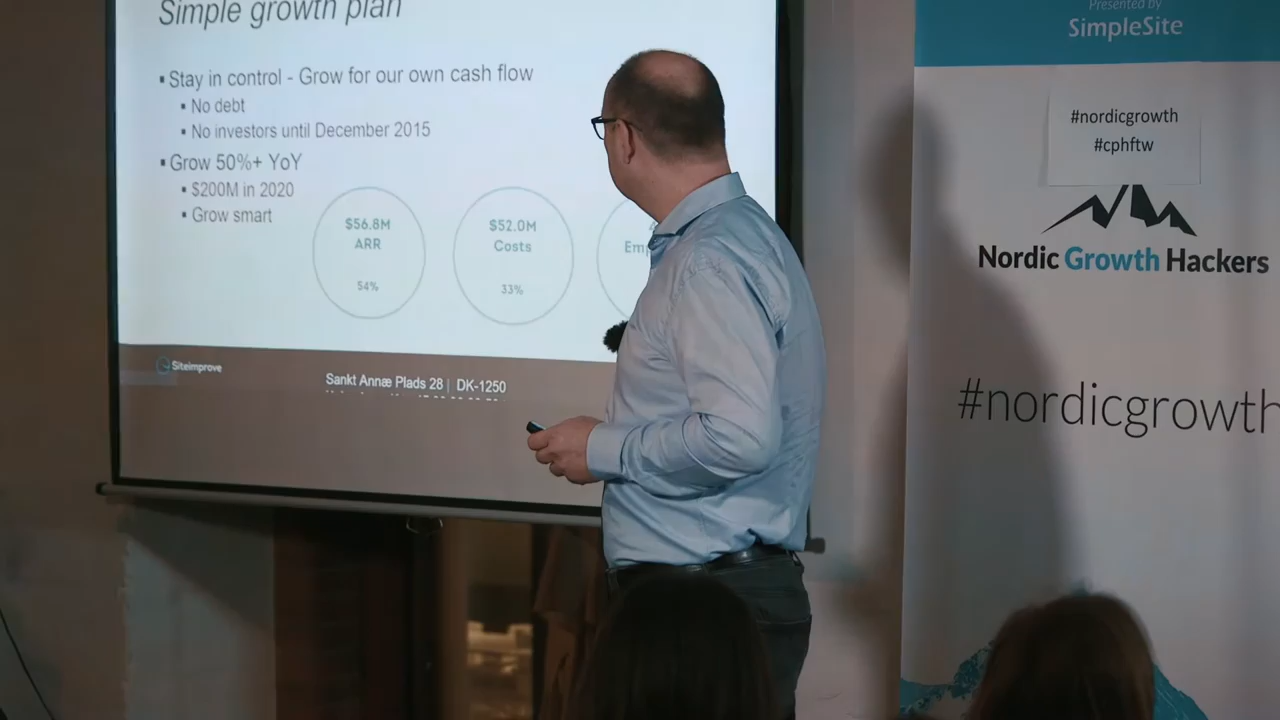 Simple growth plan
Stay in control - Grow for our own cash flow
No debt
No investors until December 2015
Grow 50%+ YoY
$200M in 2020
Grow smart
$56.8M
ARR
54%
$52.0M
Costs
33%
Siteimprove
Sankt Annæ Plads 28 | DK-1250
Presented by
SimpleSite
#nordicgrowth
#cphftw
Nordic Growth Hackers
#nordicgrowth